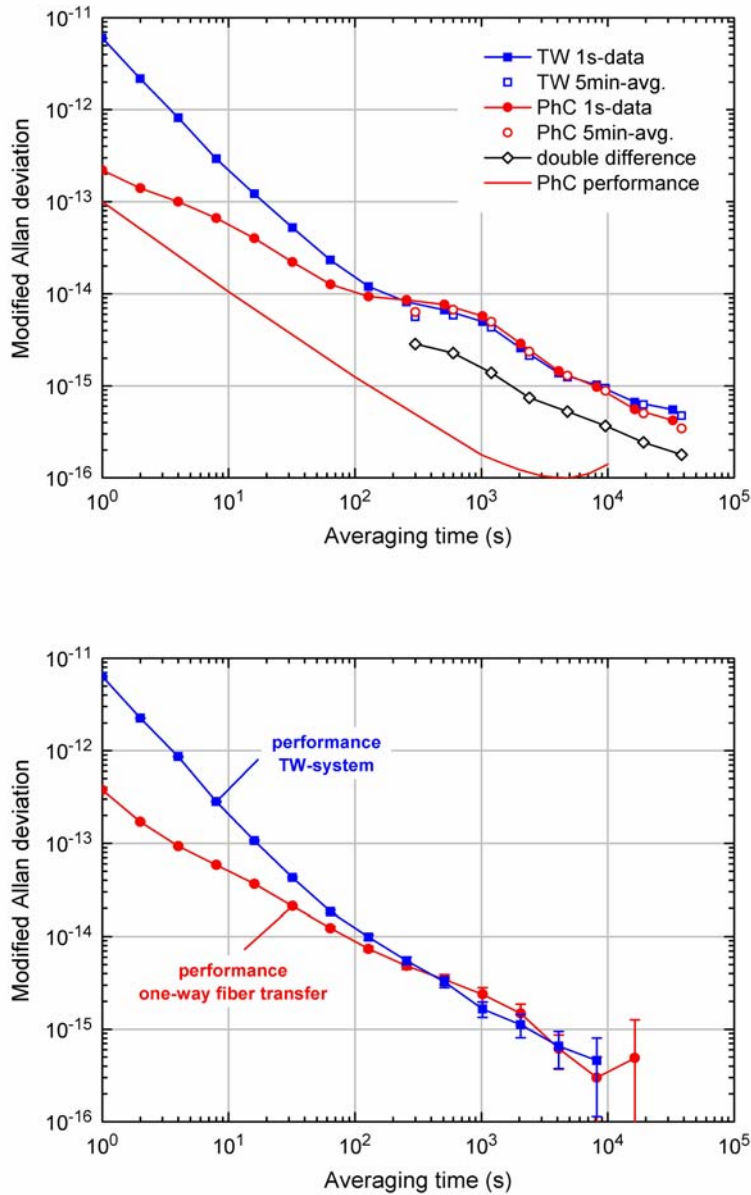 10⁻¹¹
10⁻¹²
10⁻¹³
10⁻¹⁴
10⁻¹⁵
10⁻¹⁶
Modified Allan deviation
TW 1s-data
TW 5min-avg.
PhC 1s-data
PhC 5min-avg.
double difference
PhC performance
10⁰ 10¹ 10² 10³ 10⁴ 10⁵
Averaging time (s)
10⁻¹¹
10⁻¹²
10⁻¹³
10⁻¹⁴
10⁻¹⁵
10⁻¹⁶
Modified Allan deviation
performance
TW-system
performance
one-way fiber transfer
10⁰ 10¹ 10² 10³ 10⁴ 10⁵
Averaging time (s)